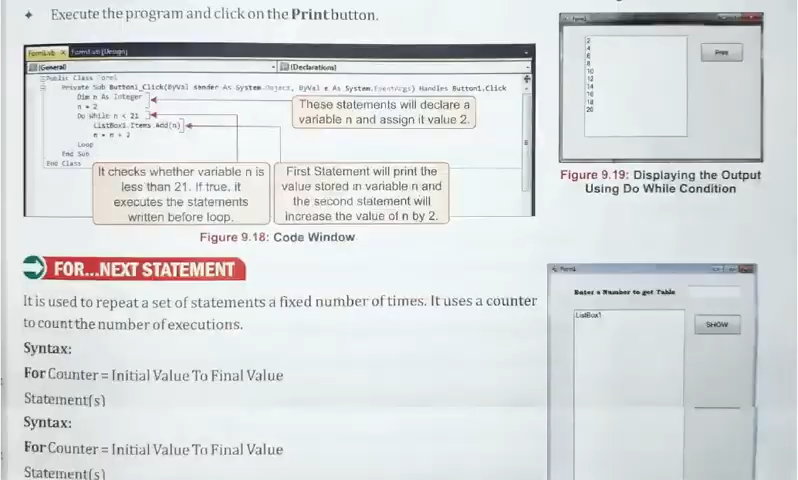 ✦ Execute the program and click on the Print button.
Form1.vb × Form1.vb [Design]
(General) (Declarations)
Public Class Form1
Private Sub Button1_Click(ByVal sender As System.Object, ByVal e As System.EventArgs) Handles Button1.Click
Dim n As Integer
n = 2
Do While n < 21
ListBox1.Items.Add(n)
n = n + 2
Loop
End Sub
End Class
These statements will declare a
variable n and assign it value 2.
It checks whether variable n is
less than 21. If true, it
executes the statements
written before loop.
First Statement will print the
value stored in variable n and
the second statement will
increase the value of n by 2.
Figure 9.18: Code Window
Form1
2
4
6
8
10
12
14
16
18
20
Print
Figure 9.19: Displaying the Output
Using Do While Condition
FOR...NEXT STATEMENT
It is used to repeat a set of statements a fixed number of times. It uses a counter
to count the number of executions.
Syntax:
For Counter = Initial Value To Final Value
Statement(s)
Syntax:
For Counter = Initial Value To Final Value
Statement(s)
Form1
Enter a Number to get Table
ListBox1
SHOW